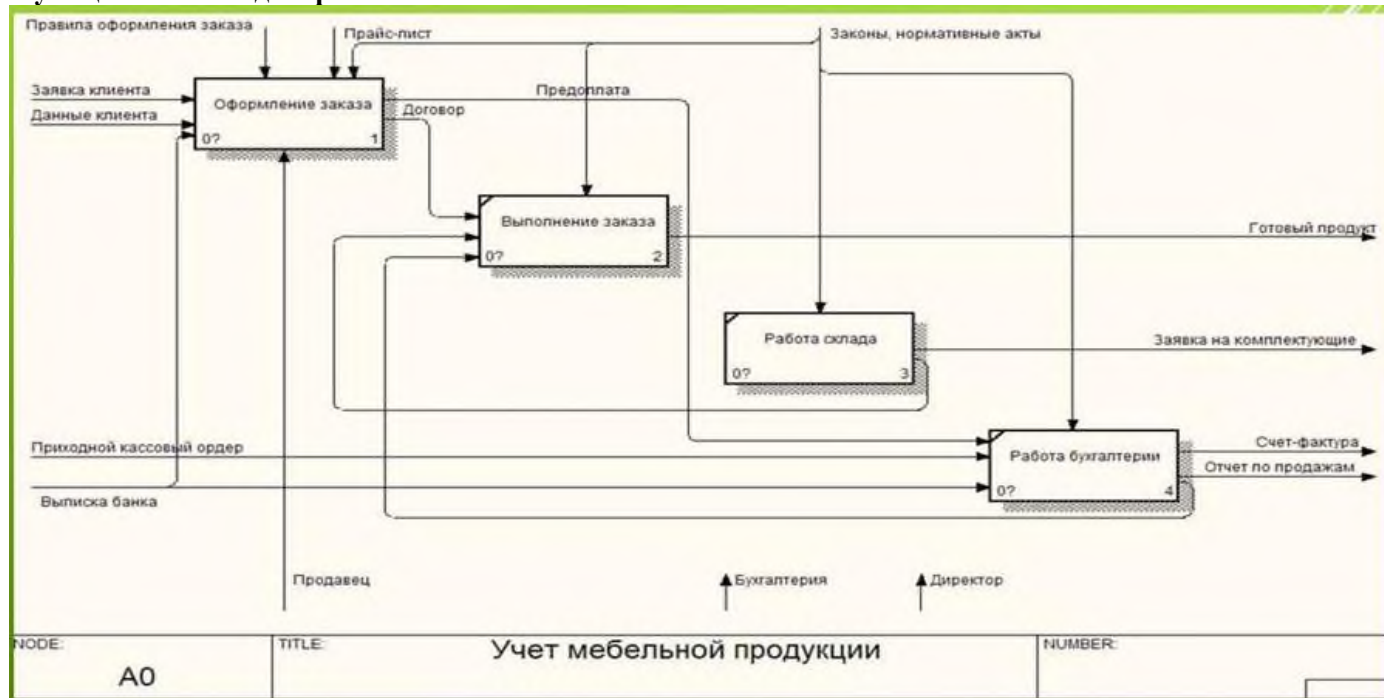 Правила оформления заказа
Прайс-лист
Законы, нормативные акты
Заявка клиента
Данные клиента
Оформление заказа
0?
1
Предоплата
Договор
Выполнение заказа
0?
2
Готовый продукт
Работа склада
0?
3
Заявка на комплектующие
Приходной кассовый ордер
Выписка банка
Работа бухгалтерии
0?
4
Счет-фактура
Отчет по продажам
Продавец
Бухгалтерия
Директор
NODE:
A0
TITLE:
Учет мебельной продукции
NUMBER: